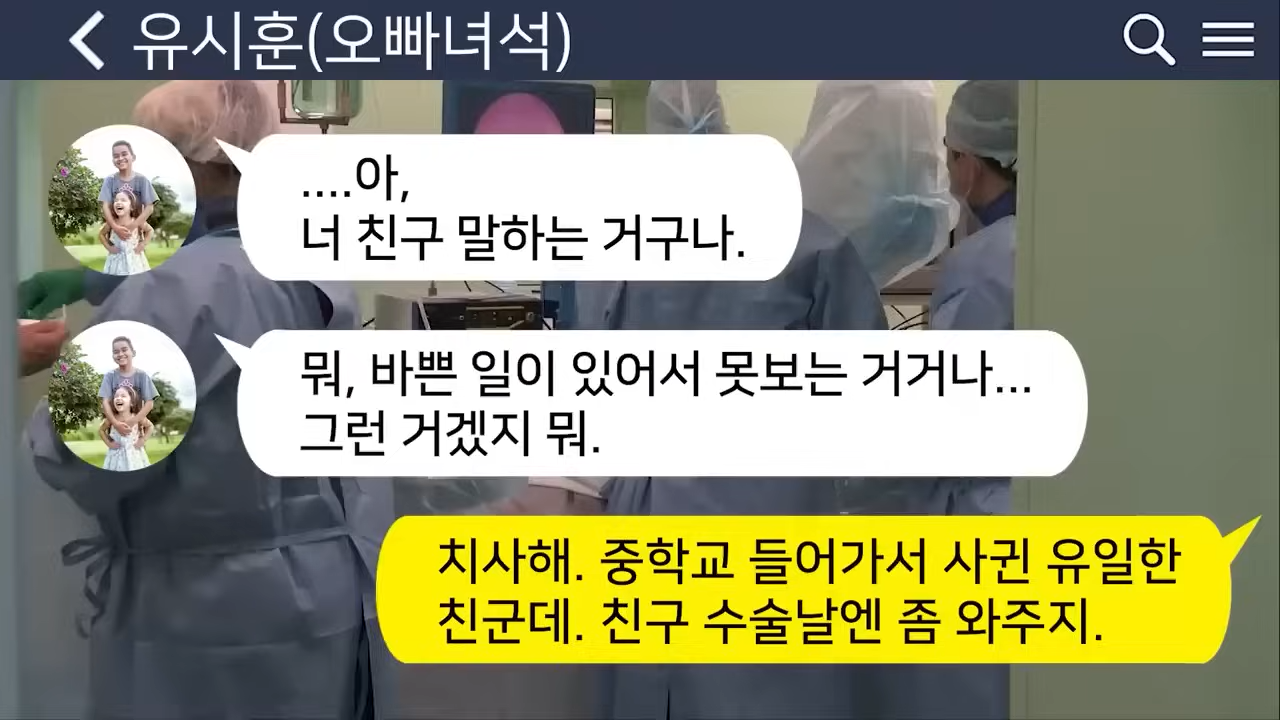 유시훈(오빠녀석)
....아,
너 친구 말하는 거구나.
뭐, 바쁜 일이 있어서 못보는 거거나...
그런 거겠지 뭐.
치사해. 중학교 들어가서 사귄 유일한
친군데. 친구 수술날엔 좀 와주지.